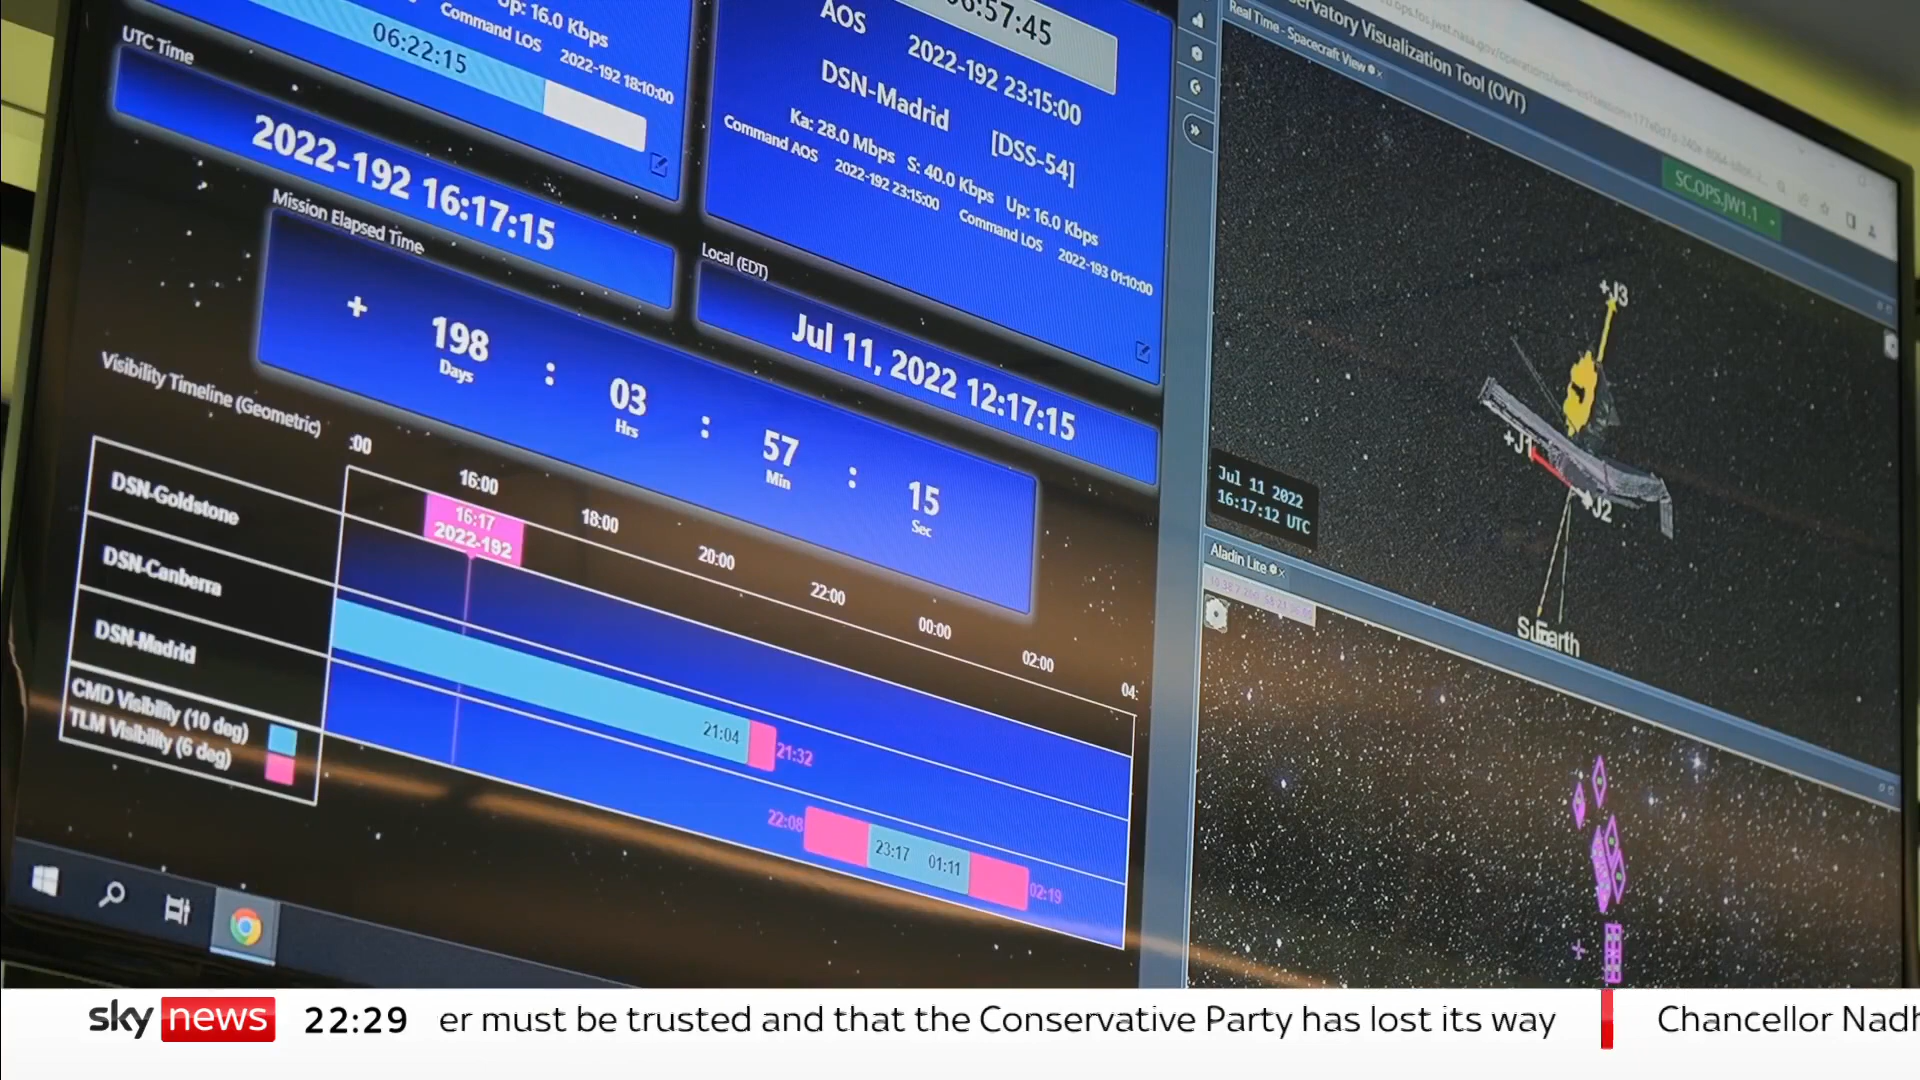 Up: 16.0 Kbps
Command LOS 2022-192 18:10:00
06:22:15
UTC Time
2022-192 16:17:15
Mission Elapsed Time
+ 198 : 03 : 57 : 15
Days Hrs Min Sec
:57:45
AOS 2022-192 23:15:00
DSN-Madrid [DSS-54]
Ka: 28.0 Mbps S: 40.0 Kbps Up: 16.0 Kbps
Command AOS 2022-192 23:15:00 Command LOS 2022-193 01:10:00
Local (EDT)
Jul 11, 2022 12:17:15
Visibility Timeline (Geometric)
:00 16:00 18:00 20:00 22:00 00:00 02:00 04:
16:17
2022-192
DSN-Goldstone
DSN-Canberra
DSN-Madrid
21:04 21:32
22:08 23:17 01:11 02:19
CMD Visibility (10 deg)
TLM Visibility (6 deg)
servatory Visualization Tool (OVT)
Real Time - Spacecraft View
SC.OPS.JW1.1
+J3
+J1
+J2
Earth
Jul 11 2022
16:17:12 UTC
Aladin Lite
sky news 22:29 er must be trusted and that the Conservative Party has lost its way Chancellor Nadh